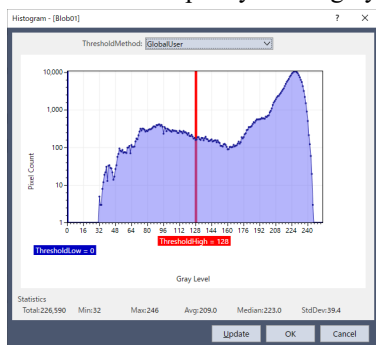 Histogram - [Blob01] ? ×
ThresholdMethod: GlobalUser
10,000
1,000
100
10
1
Pixel Count
0 16 32 48 64 80 96 112 128 144 160 176 192 208 224 240
ThresholdHigh = 128
ThresholdLow = 0
Gray Level
Statistics
Total:226,590 Min:32 Max:246 Avg:209.0 Median:223.0 StdDev:39.4
Update OK Cancel